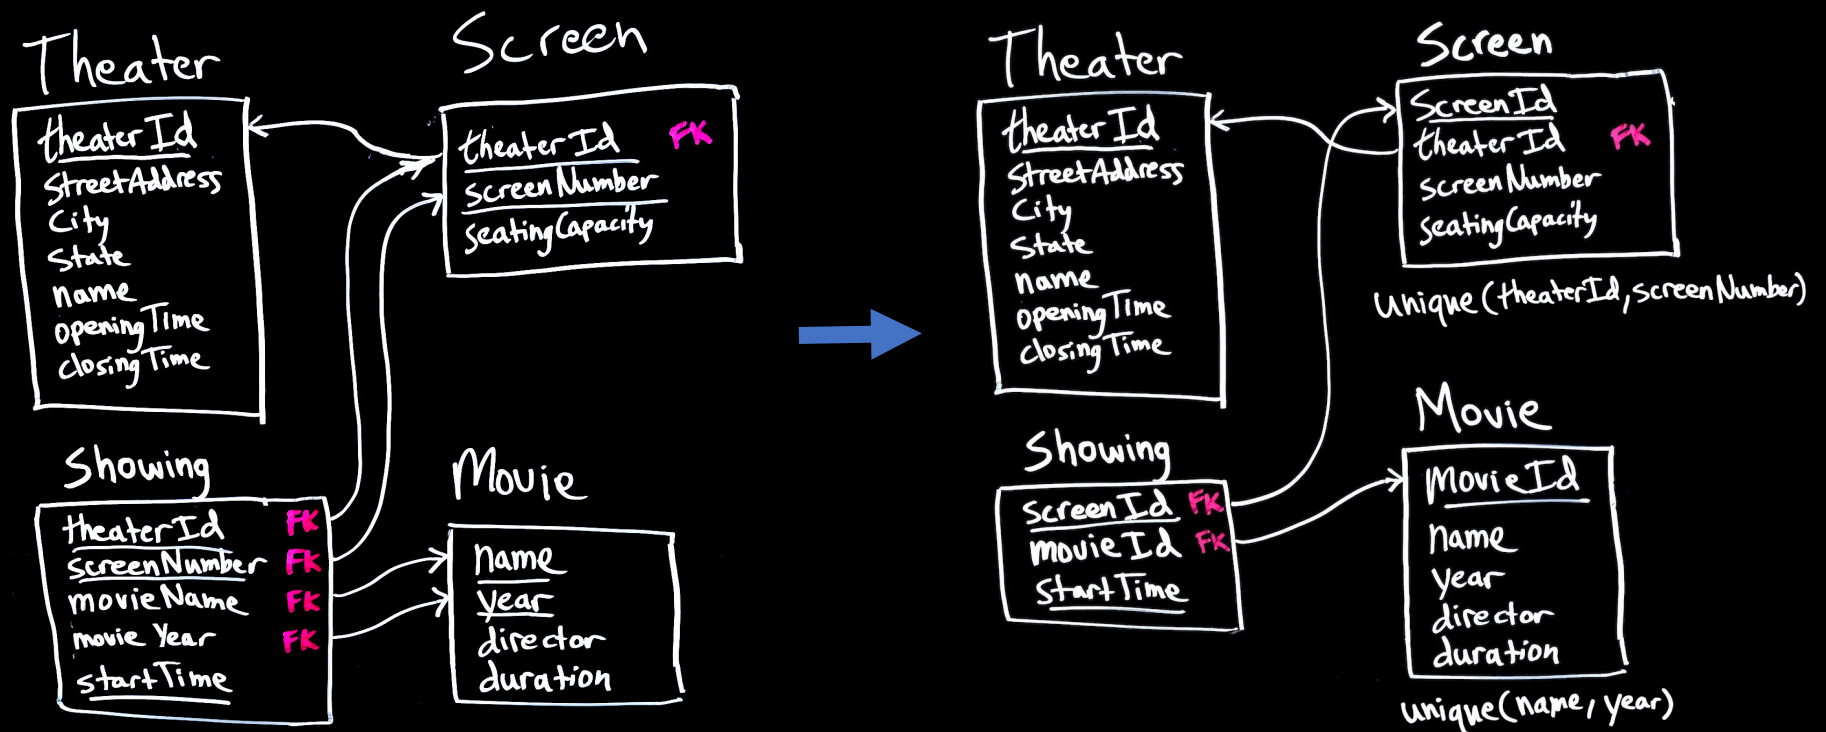 Theater
theaterId
StreetAddress
City
State
name
openingTime
closingTime
Screen
theaterId FK
screenNumber
seatingCapacity
Showing
theaterId FK
screenNumber FK
movieName FK
movie Year FK
startTime
Movie
name
year
director
duration
Theater
theaterId
StreetAddress
City
State
name
openingTime
closingTime
Screen
ScreenId
theaterId FK
screenNumber
seatingCapacity
unique(theaterId, screenNumber)
Showing
screenId FK
movieId FK
startTime
Movie
MovieId
name
year
director
duration
unique(name, year)